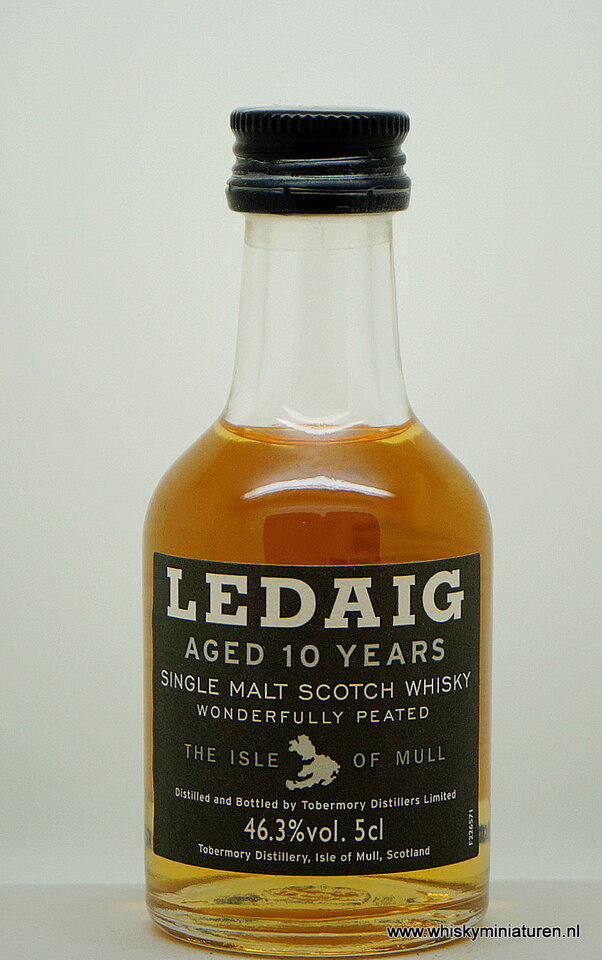 LEDAIG
AGED 10 YEARS
SINGLE MALT SCOTCH WHISKY
WONDERFULLY PEATED
THE ISLE OF MULL
Distilled and Bottled by Tobermory Distillers Limited
46.3%vol. 5cl
Tobermory Distillery, Isle of Mull, Scotland
F226571
www.whiskyminiaturen.nl